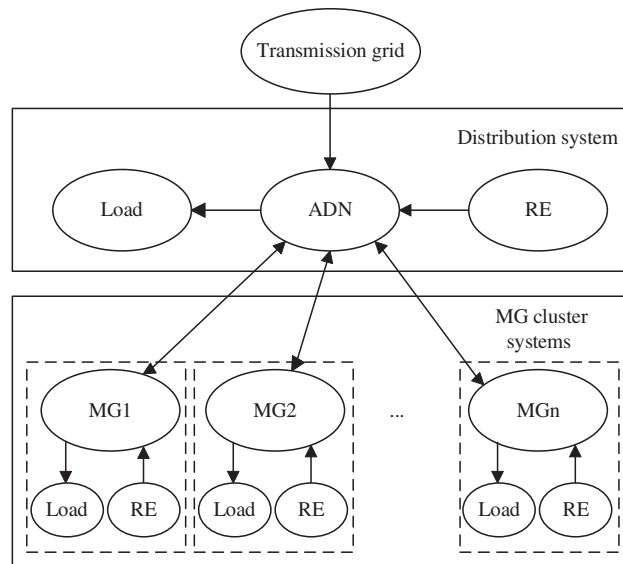 Transmission grid
Distribution system
Load
ADN
RE
MG cluster
systems
MG1
MG2
...
MGn
Load
RE
Load
RE
Load
RE